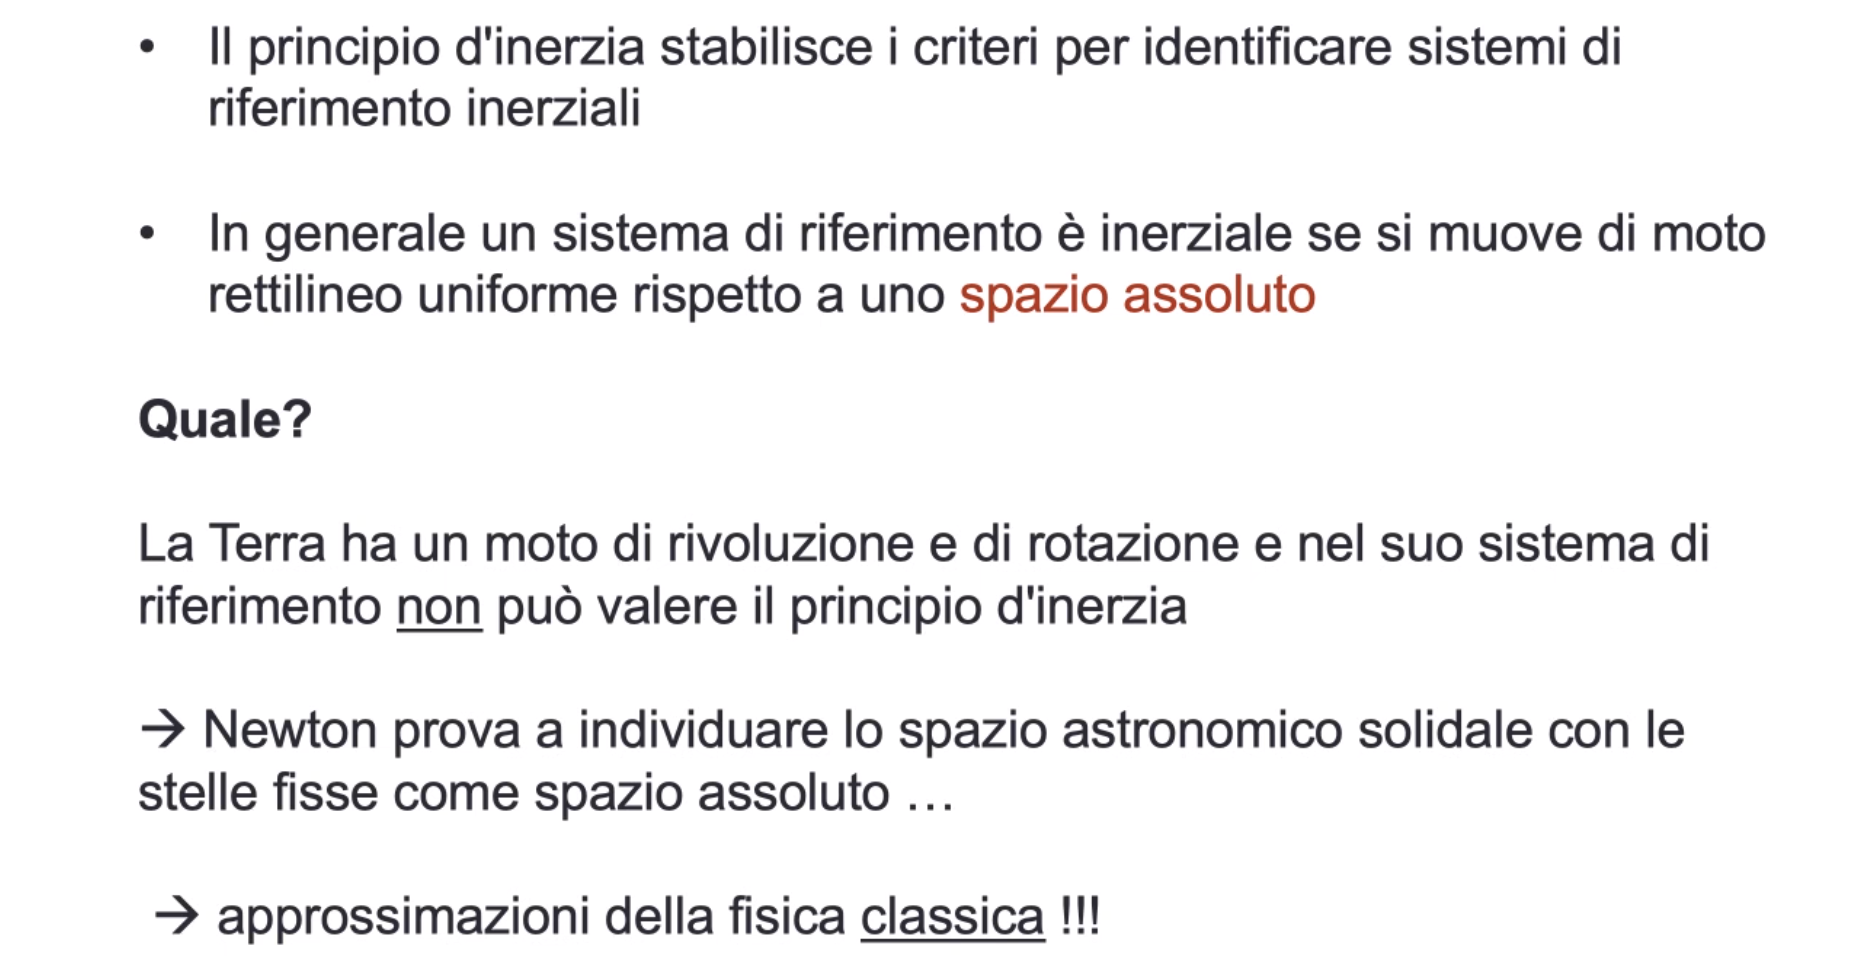 • Il principio d'inerzia stabilisce i criteri per identificare sistemi di
riferimento inerziali
• In generale un sistema di riferimento è inerziale se si muove di moto
rettilineo uniforme rispetto a uno spazio assoluto
Quale?
La Terra ha un moto di rivoluzione e di rotazione e nel suo sistema di
riferimento non può valere il principio d'inerzia
→ Newton prova a individuare lo spazio astronomico solidale con le
stelle fisse come spazio assoluto …
→ approssimazioni della fisica classica !!!